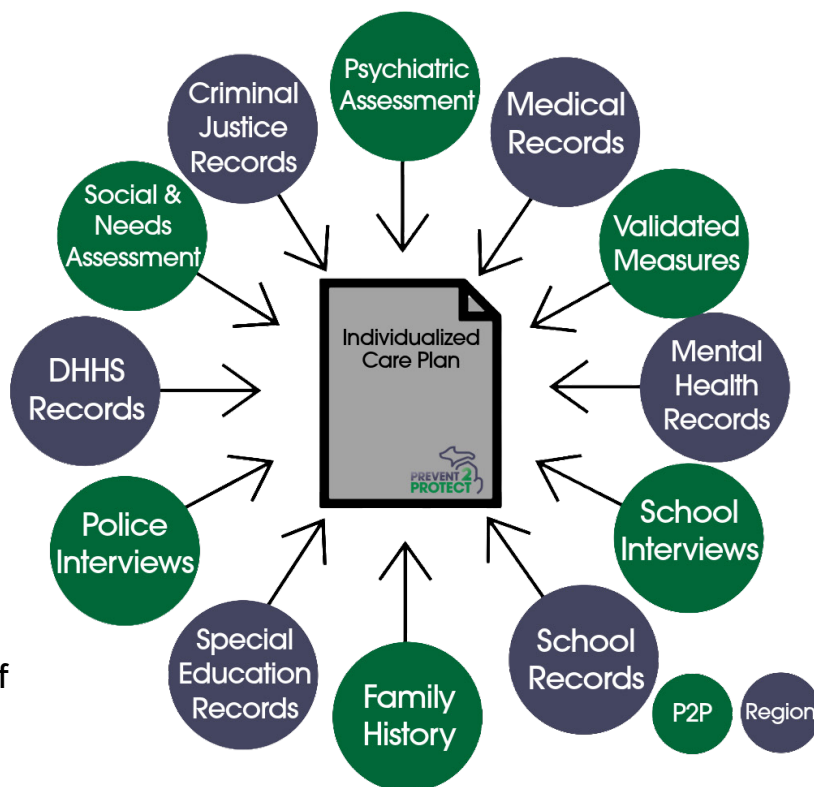 Psychiatric
Assessment
Medical
Records
Validated
Measures
Mental
Health
Records
School
Interviews
School
Records
Family
History
Special
Education
Records
Police
Interviews
DHHS
Records
Social &
Needs
Assessment
Criminal
Justice
Records
Individualized
Care Plan
PREVENT 2
PROTECT
f
P2P
Region